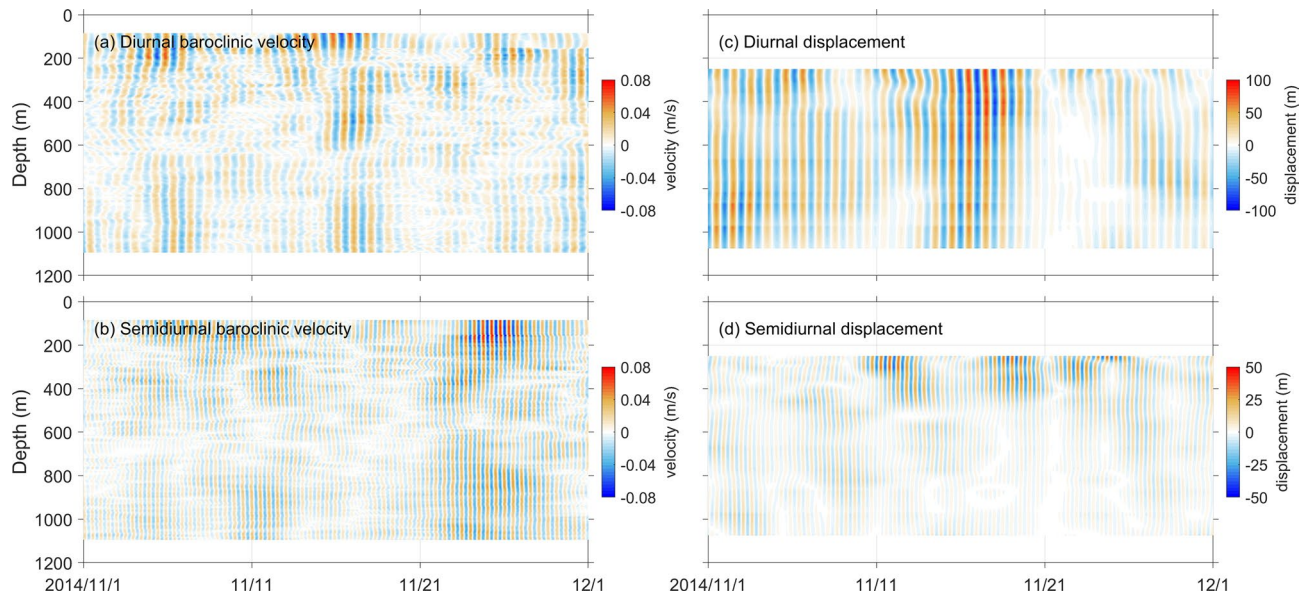 (a) Diurnal baroclinic velocity
0
200
400
600
800
1000
1200
Depth (m)
0.08
0.04
0
-0.04
-0.08
velocity (m/s)
(c) Diurnal displacement
100
50
0
-50
-100
displacement (m)
(b) Semidiurnal baroclinic velocity
0
200
400
600
800
1000
1200
Depth (m)
2014/11/1 11/11 11/21 12/1
0.08
0.04
0
-0.04
-0.08
velocity (m/s)
(d) Semidiurnal displacement
2014/11/1 11/11 11/21 12/1
50
25
0
-25
-50
displacement (m)